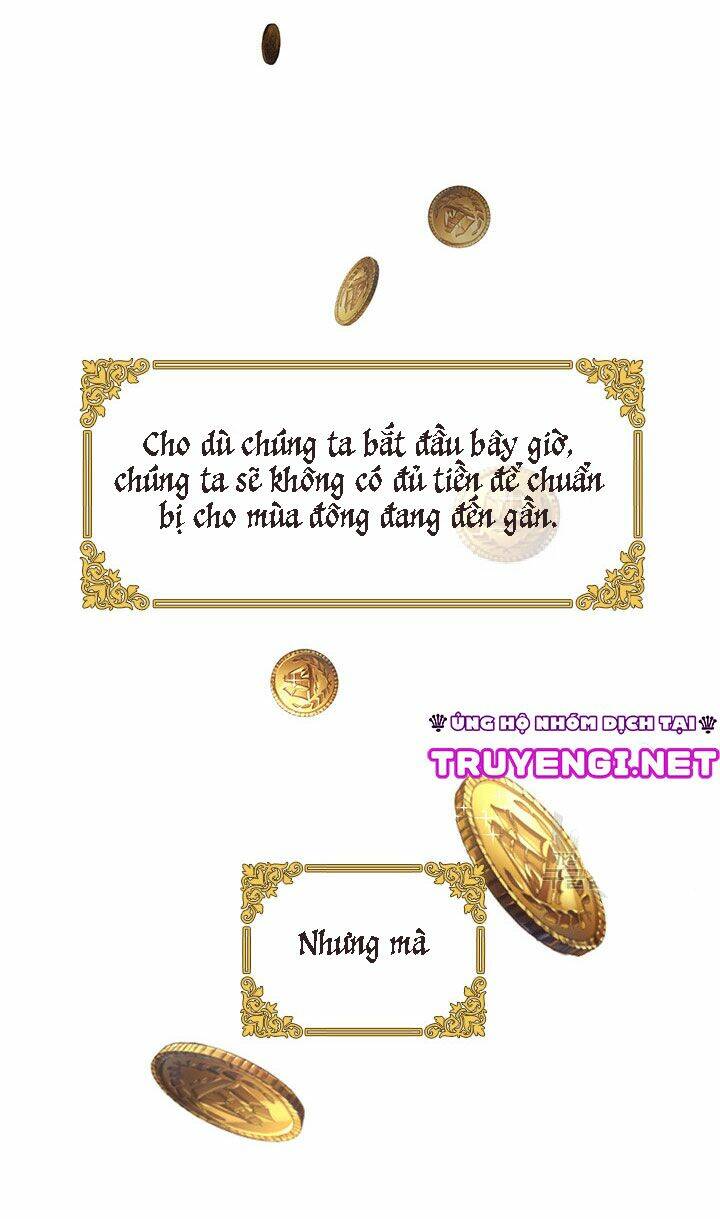 Cho dù chúng ta bắt đầu bây giờ,
chúng ta sẽ không có đủ tiền để chuẩn
bị cho mùa đông đang đến gần.
ỦNG HỘ NHÓM DỊCH TẠI
TRUYENGI.NET
Nhưng mà